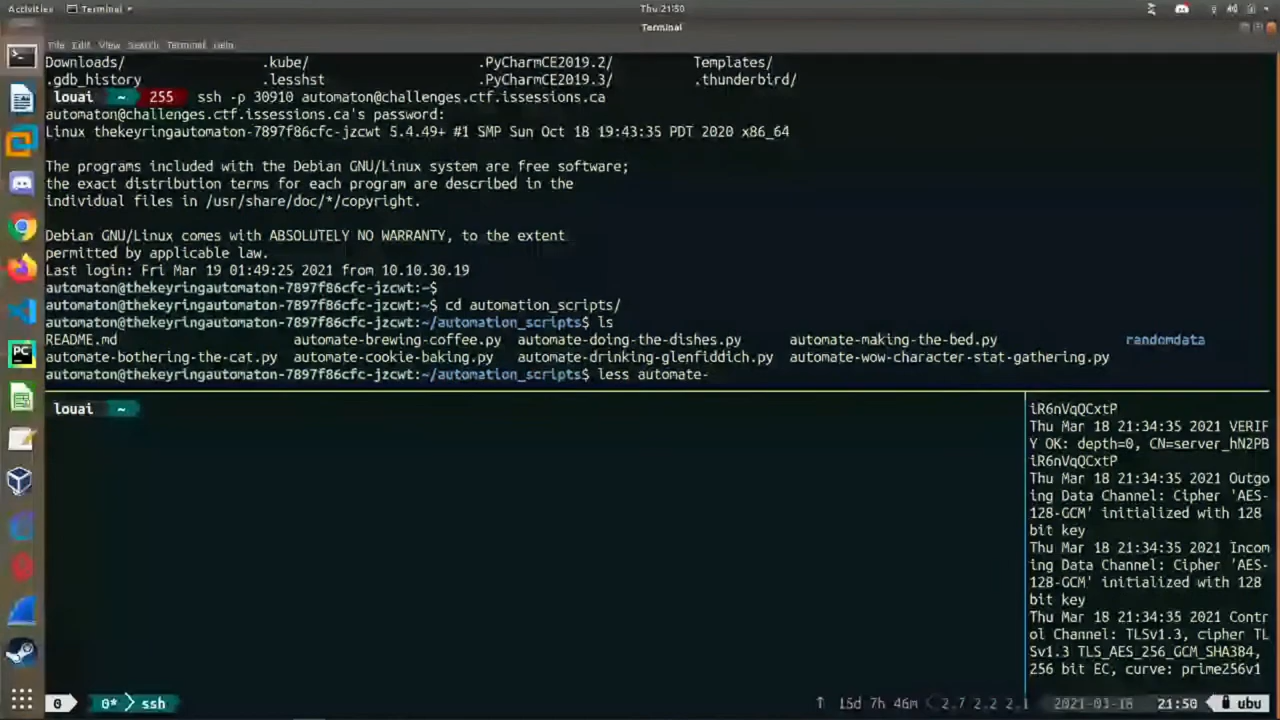 Activities Terminal Thu 21:50
Terminal
File Edit View Search Terminal Help
Downloads/ .kube/ .PyCharmCE2019.2/ Templates/
.gdb_history .lesshst .PyCharmCE2019.3/ .thunderbird/
louai ~ 255 ssh -p 30910 automaton@challenges.ctf.issessions.ca
automaton@challenges.ctf.issessions.ca's password:
Linux thekeyringautomaton-7897f86cfc-jzcwt 5.4.49+ #1 SMP Sun Oct 18 19:43:35 PDT 2020 x86_64
The programs included with the Debian GNU/Linux system are free software;
the exact distribution terms for each program are described in the
individual files in /usr/share/doc/*/copyright.
Debian GNU/Linux comes with ABSOLUTELY NO WARRANTY, to the extent
permitted by applicable law.
Last login: Fri Mar 19 01:49:25 2021 from 10.10.30.19
automaton@thekeyringautomaton-7897f86cfc-jzcwt:~$
automaton@thekeyringautomaton-7897f86cfc-jzcwt:~$ cd automation_scripts/
automaton@thekeyringautomaton-7897f86cfc-jzcwt:~/automation_scripts$ ls
README.md automate-brewing-coffee.py automate-doing-the-dishes.py automate-making-the-bed.py randomdata
automate-bothering-the-cat.py automate-cookie-baking.py automate-drinking-glenfiddich.py automate-wow-character-stat-gathering.py
automaton@thekeyringautomaton-7897f86cfc-jzcwt:~/automation_scripts$ less automate-
louai ~
iR6nVqQCxtP
Thu Mar 18 21:34:35 2021 VERIF
Y OK: depth=0, CN=server_hN2PB
iR6nVqQCxtP
Thu Mar 18 21:34:35 2021 Outgo
ing Data Channel: Cipher 'AES-
128-GCM' initialized with 128
bit key
Thu Mar 18 21:34:35 2021 Incom
ing Data Channel: Cipher 'AES-
128-GCM' initialized with 128
bit key
Thu Mar 18 21:34:35 2021 Contr
ol Channel: TLSv1.3, cipher TL
Sv1.3 TLS_AES_256_GCM_SHA384,
256 bit EC, curve: prime256v1
0 0* ssh ↑ 15d 7h 46m 2.7 2.2 2.1 2021-03-18 21:50 ubu